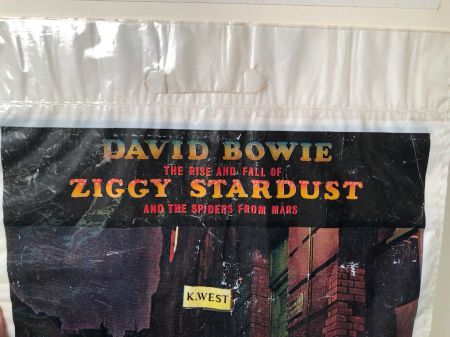 DAVID BOWIE
THE RISE AND FALL OF
ZIGGY STARDUST
AND THE SPIDERS FROM MARS
K.WEST